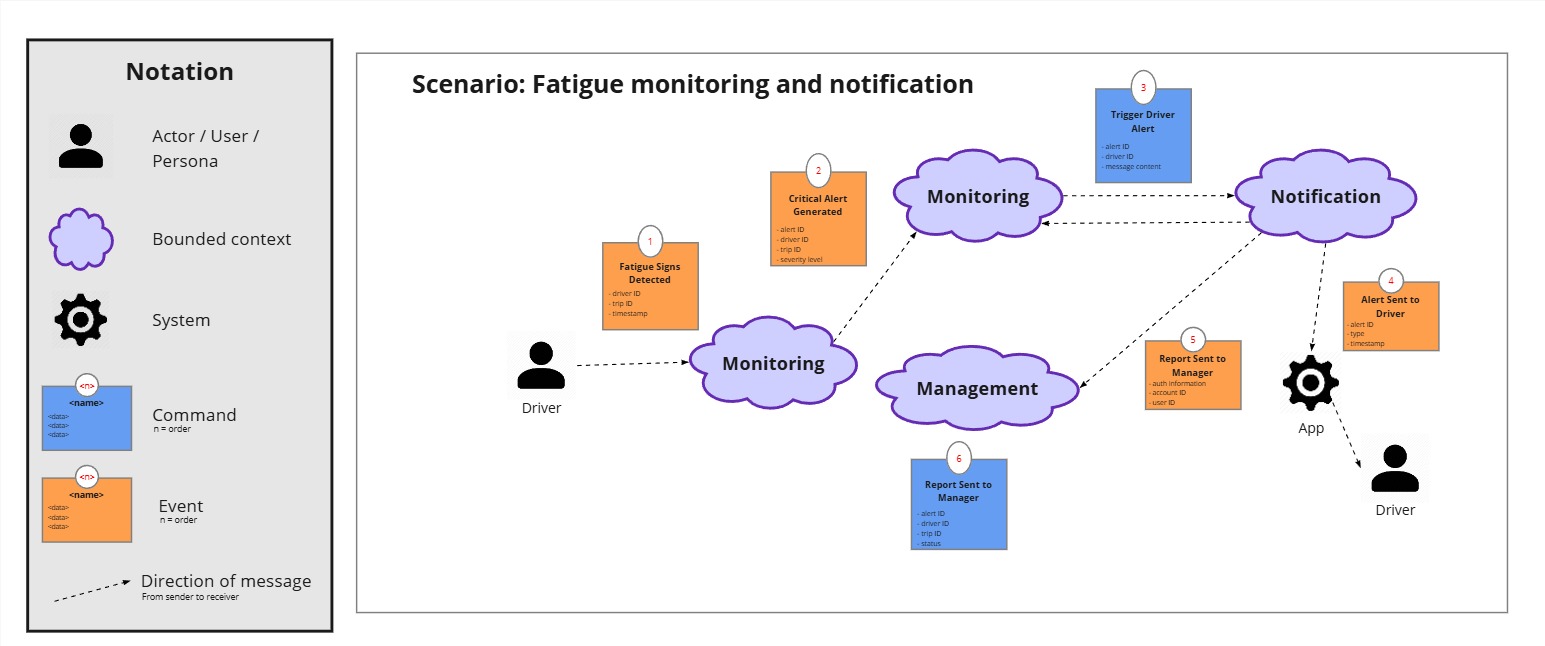 Notation
Actor / User /
Persona
Bounded context
System
<n>
<name>
<data>
<data>
<data>
Command
n = order
<n>
<name>
<data>
<data>
<data>
Event
n = order
Direction of message
From sender to receiver
Scenario: Fatigue monitoring and notification
1
Fatigue Signs
Detected
- driver ID
- trip ID
- timestamp
Driver
Monitoring
2
Critical Alert
Generated
- alert ID
- driver ID
- trip ID
- severity level
Monitoring
3
Trigger Driver
Alert
- alert ID
- driver ID
- message content
Notification
4
Alert Sent to
Driver
- alert ID
- type
- timestamp
App
Driver
5
Report Sent to
Manager
- auth information
- account ID
- user ID
Management
6
Report Sent to
Manager
- alert ID
- driver ID
- trip ID
- status